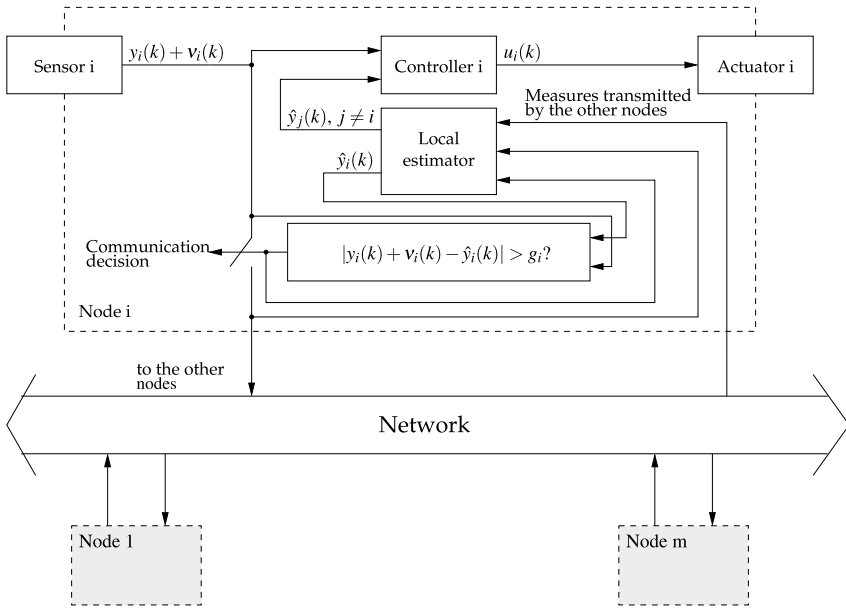 Sensor i
y_i(k) + ν_i(k)
Controller i
u_i(k)
Actuator i
Measures transmitted
by the other nodes
ŷ_j(k), j ≠ i
Local
estimator
ŷ_i(k)
Communication
decision
|y_i(k) + ν_i(k) − ŷ_i(k)| > g_i?
Node i
to the other
nodes
Network
Node 1
Node m